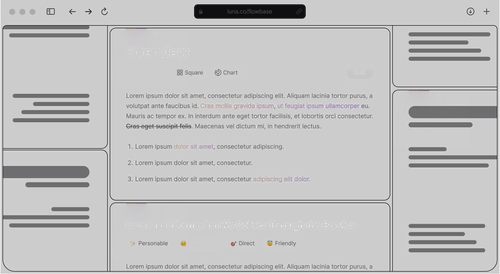 luna.co/flowbase
Square Chart
Lorem ipsum dolor sit amet, consectetur adipiscing elit. Aliquam lacinia tortor purus, a
volutpat ante faucibus id. Cras mollis gravida ipsum, ut feugiat ipsum ullamcorper eu.
Mauris ac tempor ex. In interdum ante eget tortor facilisis, et lobortis orci consectetur.
Cras eget suscipit felis. Maecenas vel dictum mi, in hendrerit lectus.
1. Lorem ipsum dolor sit amet, consectetur adipiscing.
2. Lorem ipsum dolor sit amet, consectetur.
3. Lorem ipsum dolor sit amet, consectetur adipiscing elit dolor.
Personable Direct Friendly
Lorem ipsum dolor sit amet, consectetur adipiscing elit. Aliquam lacinia tortor purus, a